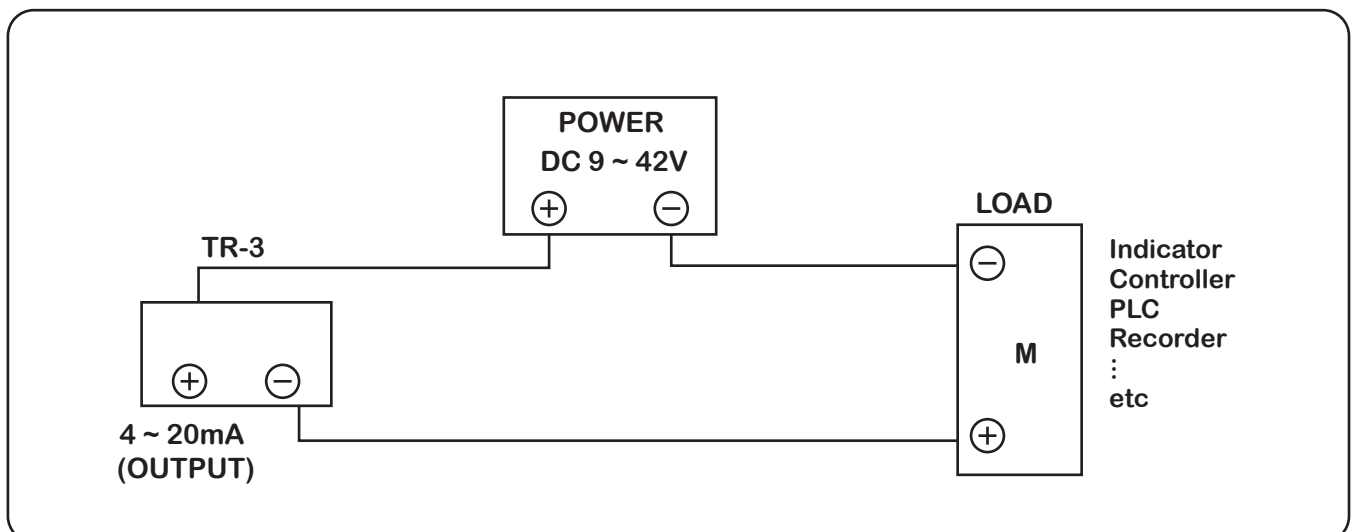 POWER
DC 9 ~ 42V
+
−
LOAD
TR-3
−
Indicator
Controller
PLC
Recorder
⋮
etc
M
+
−
4 ~ 20mA
(OUTPUT)
+